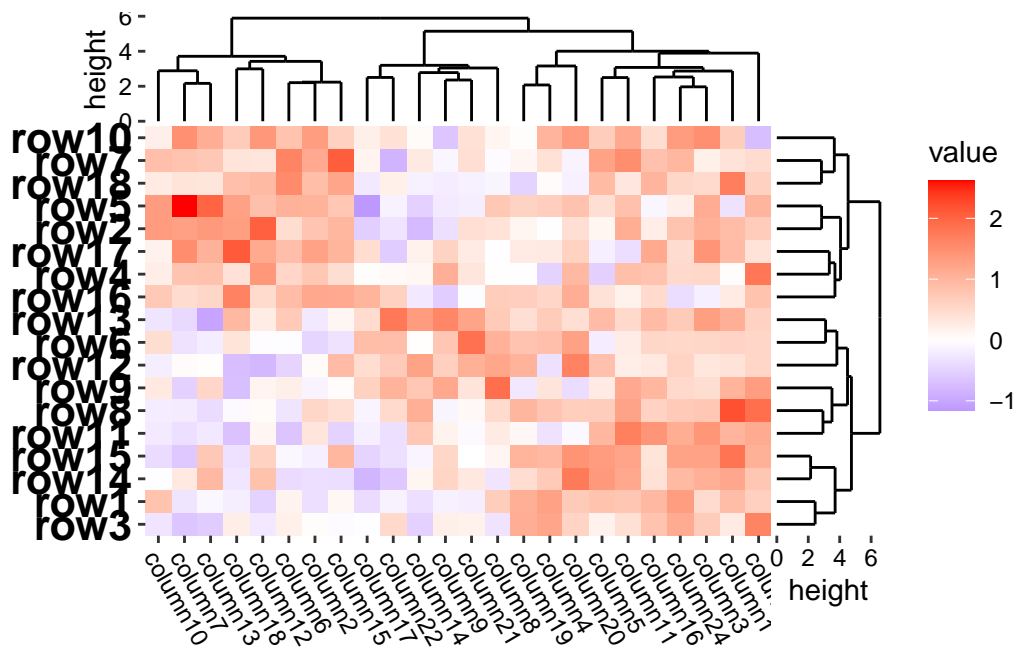 6
4
2
0
height
row10
row7
row18
row5
row2
row17
row4
row16
row13
row6
row12
row9
row8
row11
row15
row14
row1
row3
column10
column7
column13
column18
column12
column6
column2
column15
column17
column22
column14
column9
column21
column8
column19
column4
column20
column5
column11
column16
column24
column3
0 2 4 6
height
value
2
1
0
−1